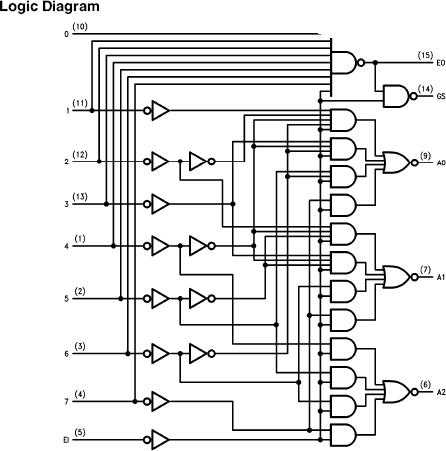 Logic Diagram
0 (10)
(15) EO
(14) GS
1 (11)
2 (12)
(9) A0
3 (13)
4 (1)
(7) A1
5 (2)
6 (3)
(6) A2
7 (4)
EI (5)